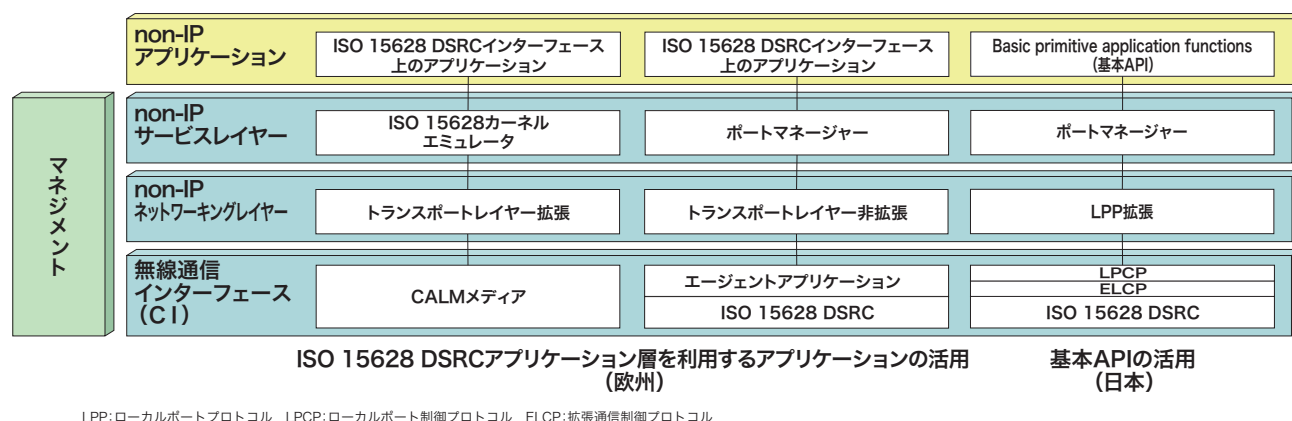 non-IP
アプリケーション
ISO 15628 DSRCインターフェース
上のアプリケーション
ISO 15628 DSRCインターフェース
上のアプリケーション
Basic primitive application functions
(基本API)
マネジメント
non-IP
サービスレイヤー
ISO 15628カーネル
エミュレータ
ポートマネージャー
ポートマネージャー
non-IP
ネットワーキングレイヤー
トランスポートレイヤー拡張
トランスポートレイヤー非拡張
LPP拡張
無線通信
インターフェース
(CI)
CALMメディア
エージェントアプリケーション
ISO 15628 DSRC
LPCP
ELCP
ISO 15628 DSRC
ISO 15628 DSRCアプリケーション層を利用するアプリケーションの活用
(欧州)
基本APIの活用
(日本)
LPP;ローカルポートプロトコル LPCP;ローカルポート制御プロトコル ELCP;拡張通信制御プロトコル